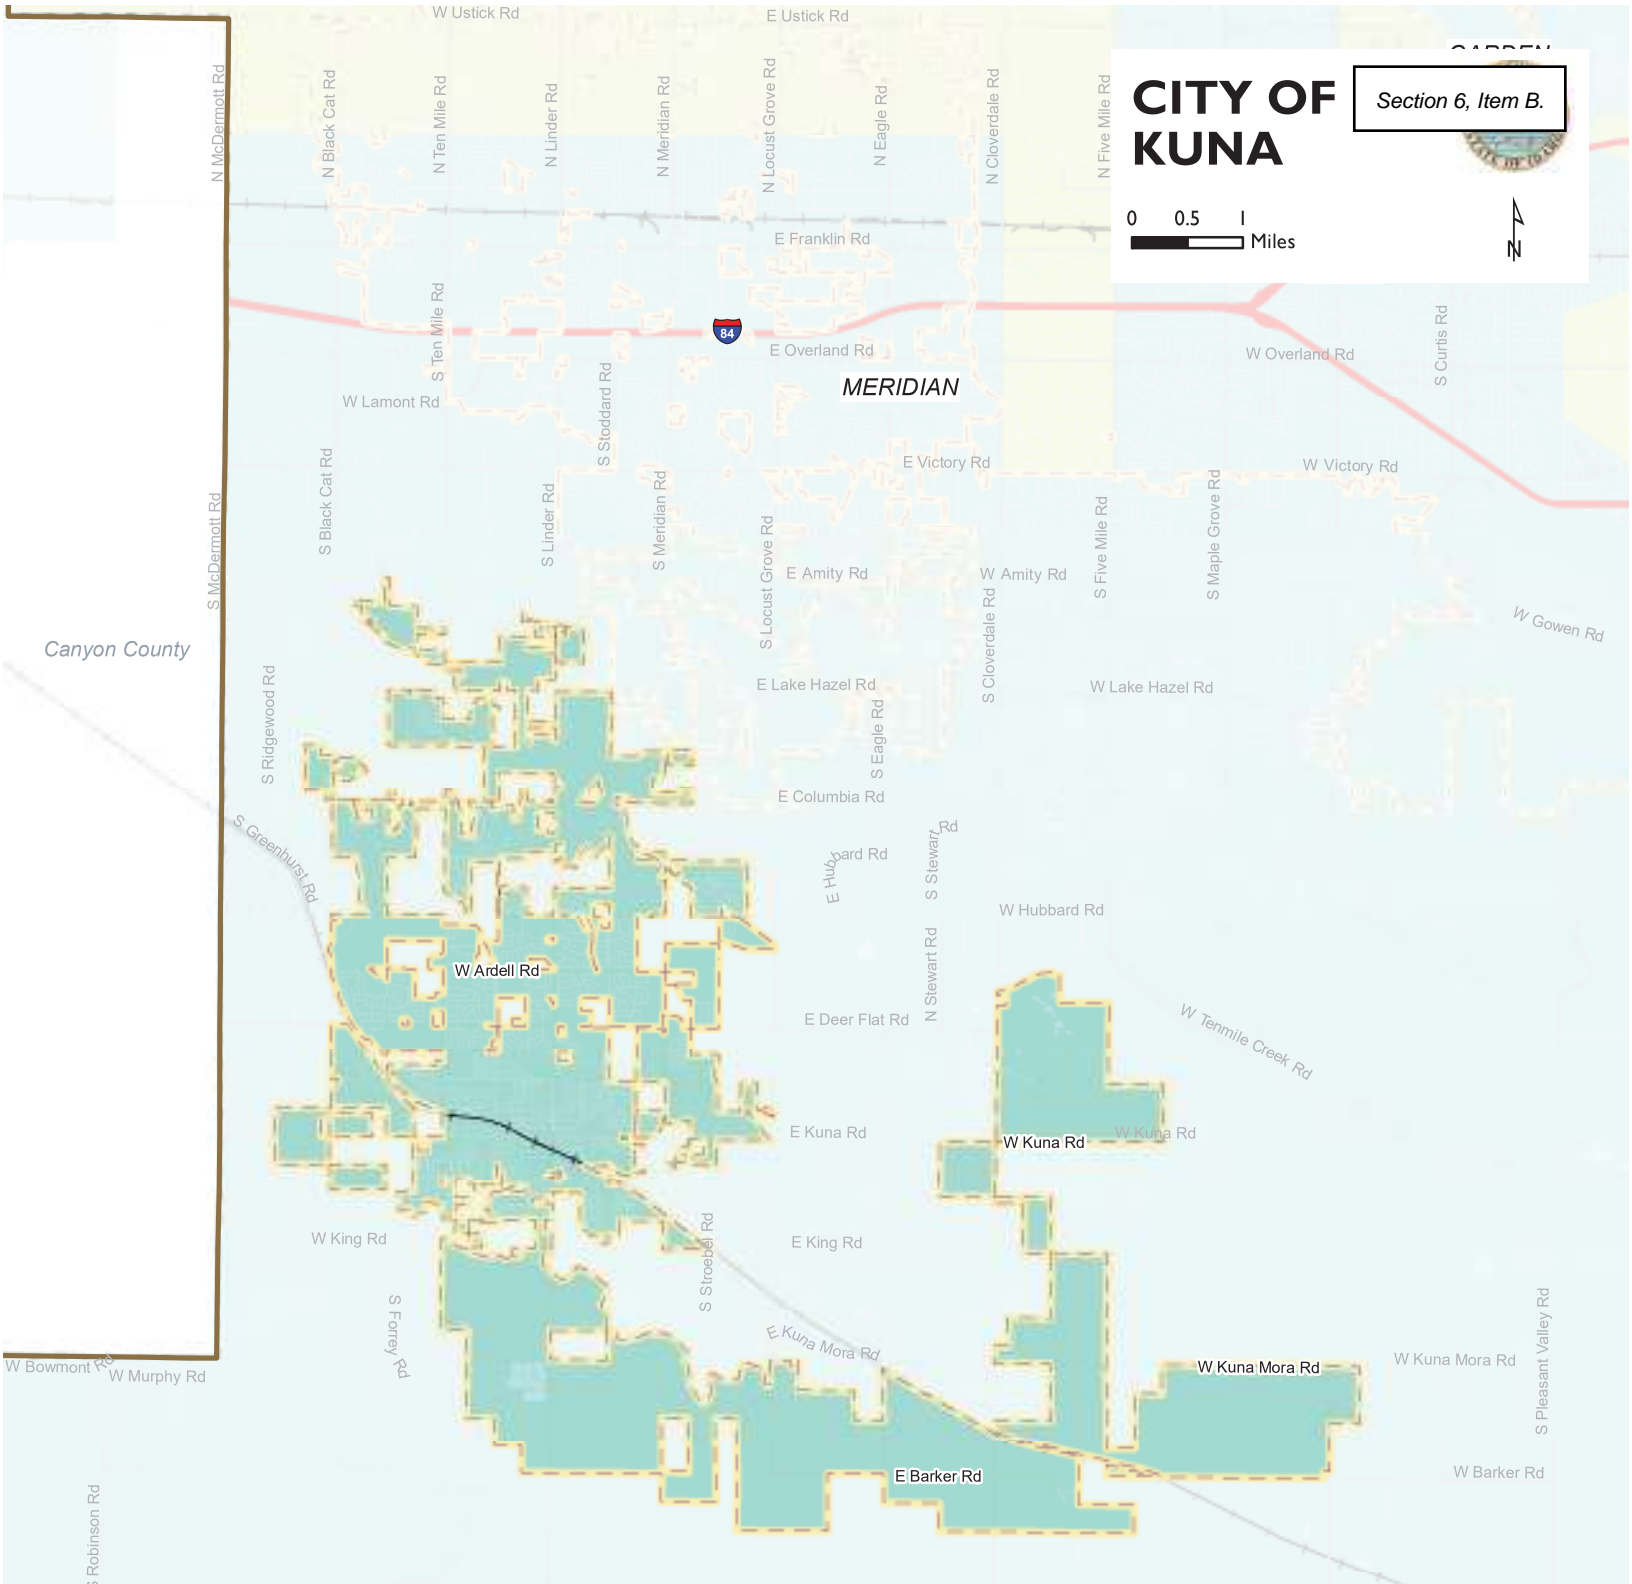 W Ustick Rd
E Ustick Rd
GARDEN
CITY OF
KUNA
Section 6, Item B.
STATE OF IDAHO
0 0.5 1
Miles
N
N McDermott Rd
N Black Cat Rd
N Ten Mile Rd
N Linder Rd
N Meridian Rd
N Locust Grove Rd
N Eagle Rd
N Cloverdale Rd
N Five Mile Rd
E Franklin Rd
84
S Ten Mile Rd
E Overland Rd
W Overland Rd
S Curtis Rd
MERIDIAN
W Lamont Rd
S Stoddard Rd
E Victory Rd
W Victory Rd
S Black Cat Rd
S McDermott Rd
S Linder Rd
S Meridian Rd
S Locust Grove Rd
S Five Mile Rd
S Maple Grove Rd
E Amity Rd
W Amity Rd
S Cloverdale Rd
W Gowen Rd
Canyon County
S Ridgewood Rd
E Lake Hazel Rd
W Lake Hazel Rd
S Eagle Rd
E Columbia Rd
S Greenhurst Rd
E Hubbard Rd
S Stewart Rd
W Hubbard Rd
W Ardell Rd
N Stewart Rd
E Deer Flat Rd
W Tenmile Creek Rd
E Kuna Rd
W Kuna Rd
W Kuna Rd
W King Rd
S Stroebel Rd
E King Rd
S Forrey Rd
E Kuna Mora Rd
S Pleasant Valley Rd
W Bowmont Rd
W Murphy Rd
W Kuna Mora Rd
W Kuna Mora Rd
E Barker Rd
W Barker Rd
S Robinson Rd